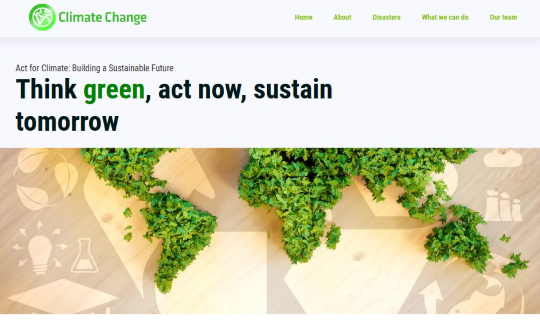 Climate Change
Home About Disasters What we can do Our team
Act for Climate: Building a Sustainable Future
Think green, act now, sustain
tomorrow